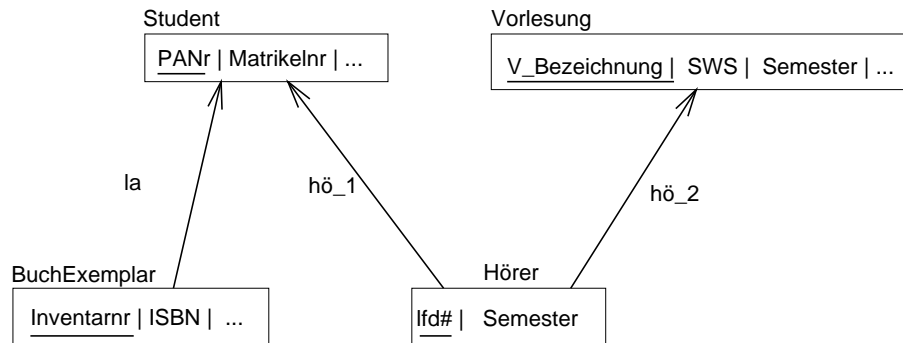 Student
PANr | Matrikelnr | ...
Vorlesung
V_Bezeichnung | SWS | Semester | ...
la
hö_1
hö_2
BuchExemplar
Inventarnr | ISBN | ...
Hörer
lfd# | Semester